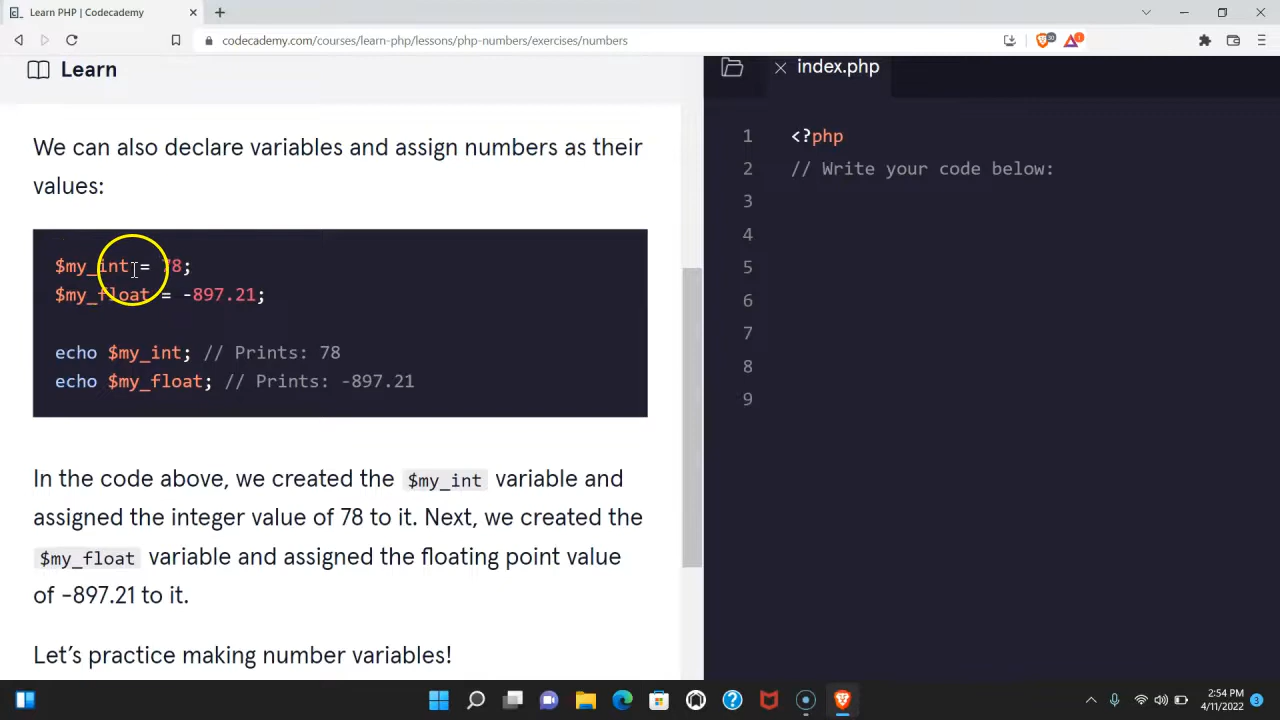 Learn PHP | Codecademy
codecademy.com/courses/learn-php/lessons/php-numbers/exercises/numbers
Learn
We can also declare variables and assign numbers as their
values:
$my_int = 78;
$my_float = -897.21;
echo $my_int; // Prints: 78
echo $my_float; // Prints: -897.21
In the code above, we created the $my_int variable and
assigned the integer value of 78 to it. Next, we created the
$my_float variable and assigned the floating point value
of -897.21 to it.
Let’s practice making number variables!
index.php
1 <?php
2 // Write your code below:
3
4
5
6
7
8
9
2:54 PM
4/11/2022